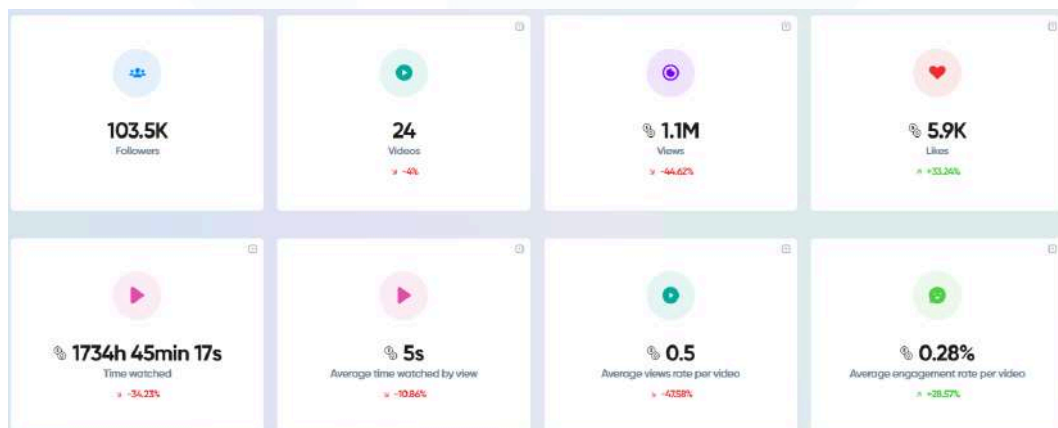 103.5K
Followers
24
Videos
-4%
1.1M
Views
-44.62%
5.9K
Likes
+33.24%
1734h 45min 17s
Time watched
-34.23%
5s
Average time watched by view
-10.86%
0.5
Average views rate per video
-47.58%
0.28%
Average engagement rate per video
+28.57%